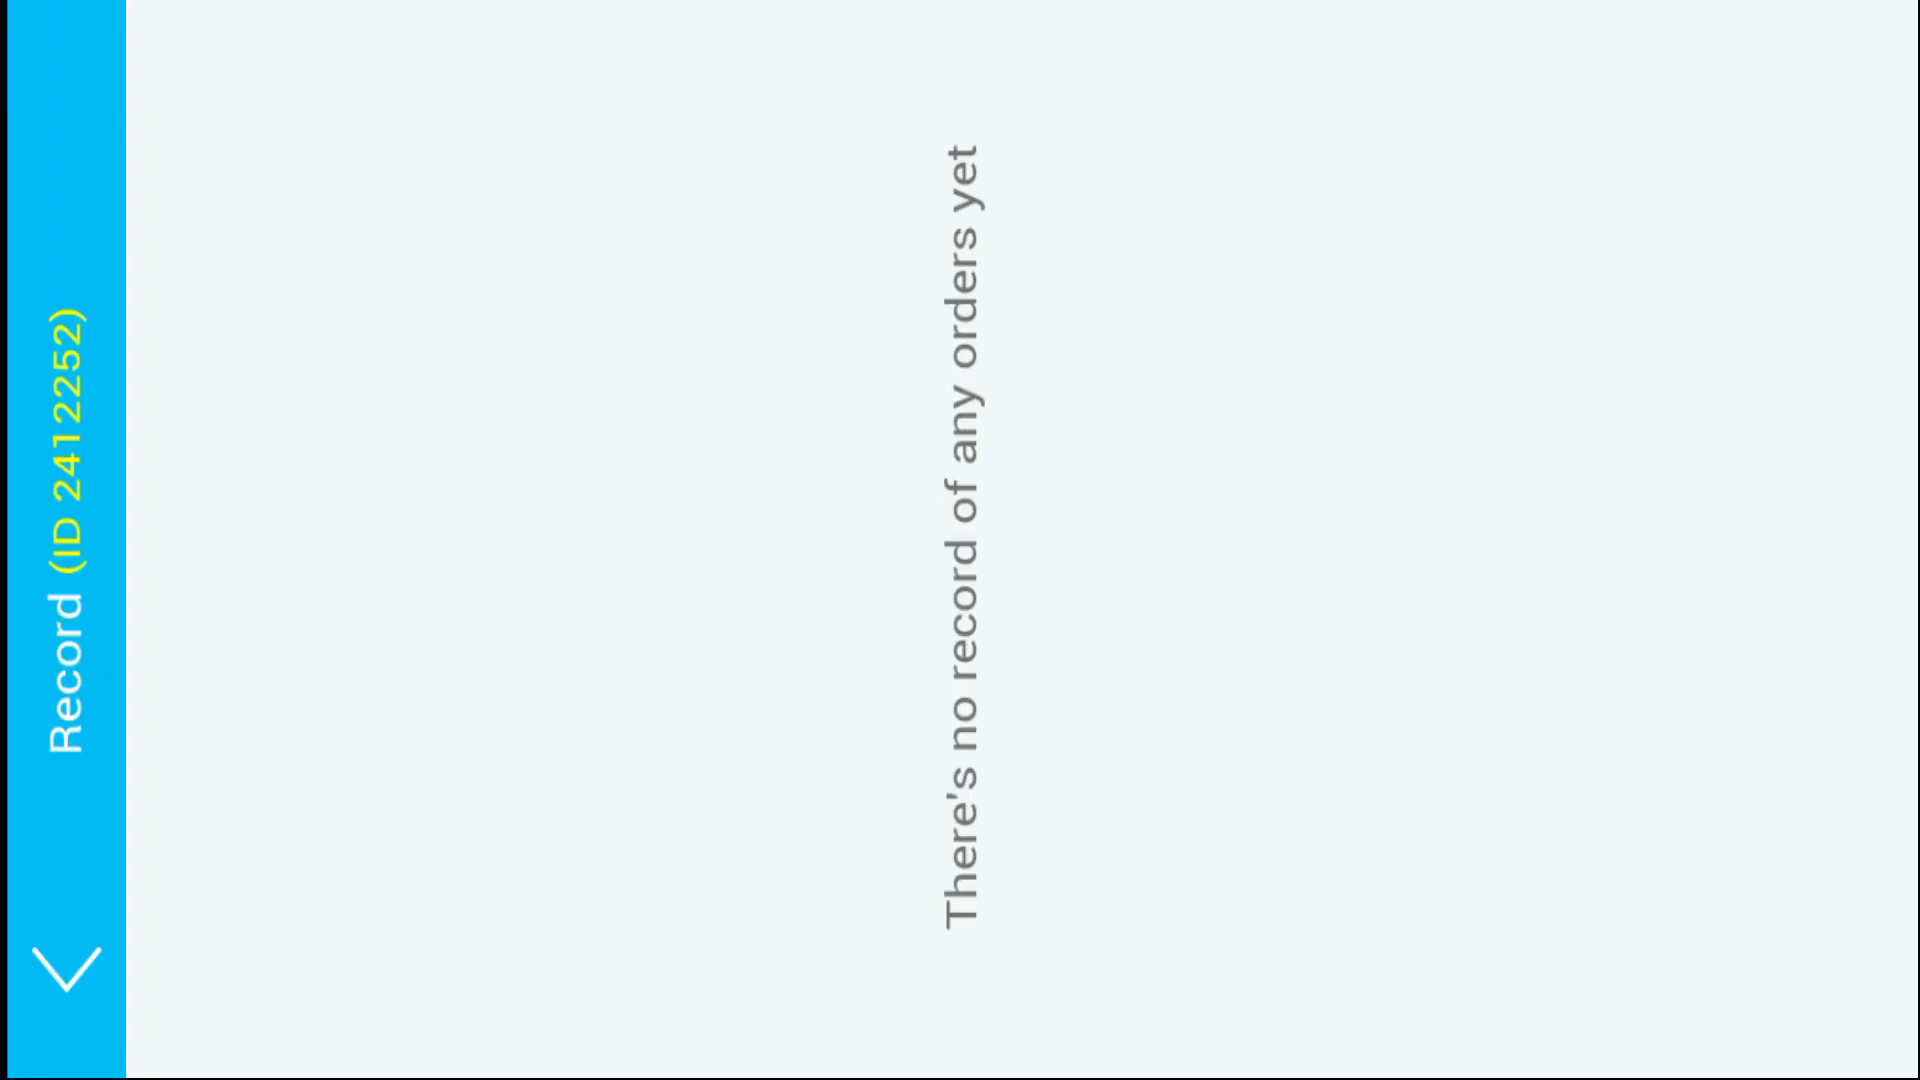 Record (ID 2412252)
There's no record of any orders yet